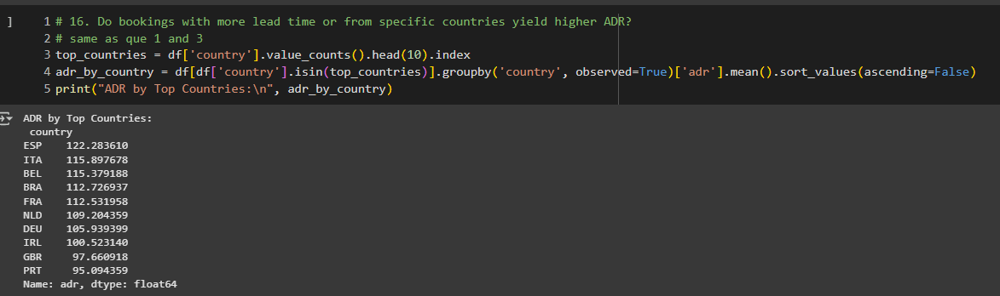 ]
1 # 16. Do bookings with more lead time or from specific countries yield higher ADR?
2 # same as que 1 and 3
3 top_countries = df['country'].value_counts().head(10).index
4 adr_by_country = df[df['country'].isin(top_countries)].groupby('country', observed=True)['adr'].mean().sort_values(ascending=False)
5 print("ADR by Top Countries:\n", adr_by_country)
ADR by Top Countries:
 country
ESP    122.283610
ITA    115.897678
BEL    115.379188
BRA    112.726937
FRA    112.531958
NLD    109.204359
DEU    105.939399
IRL    100.523140
GBR     97.660918
PRT     95.094359
Name: adr, dtype: float64